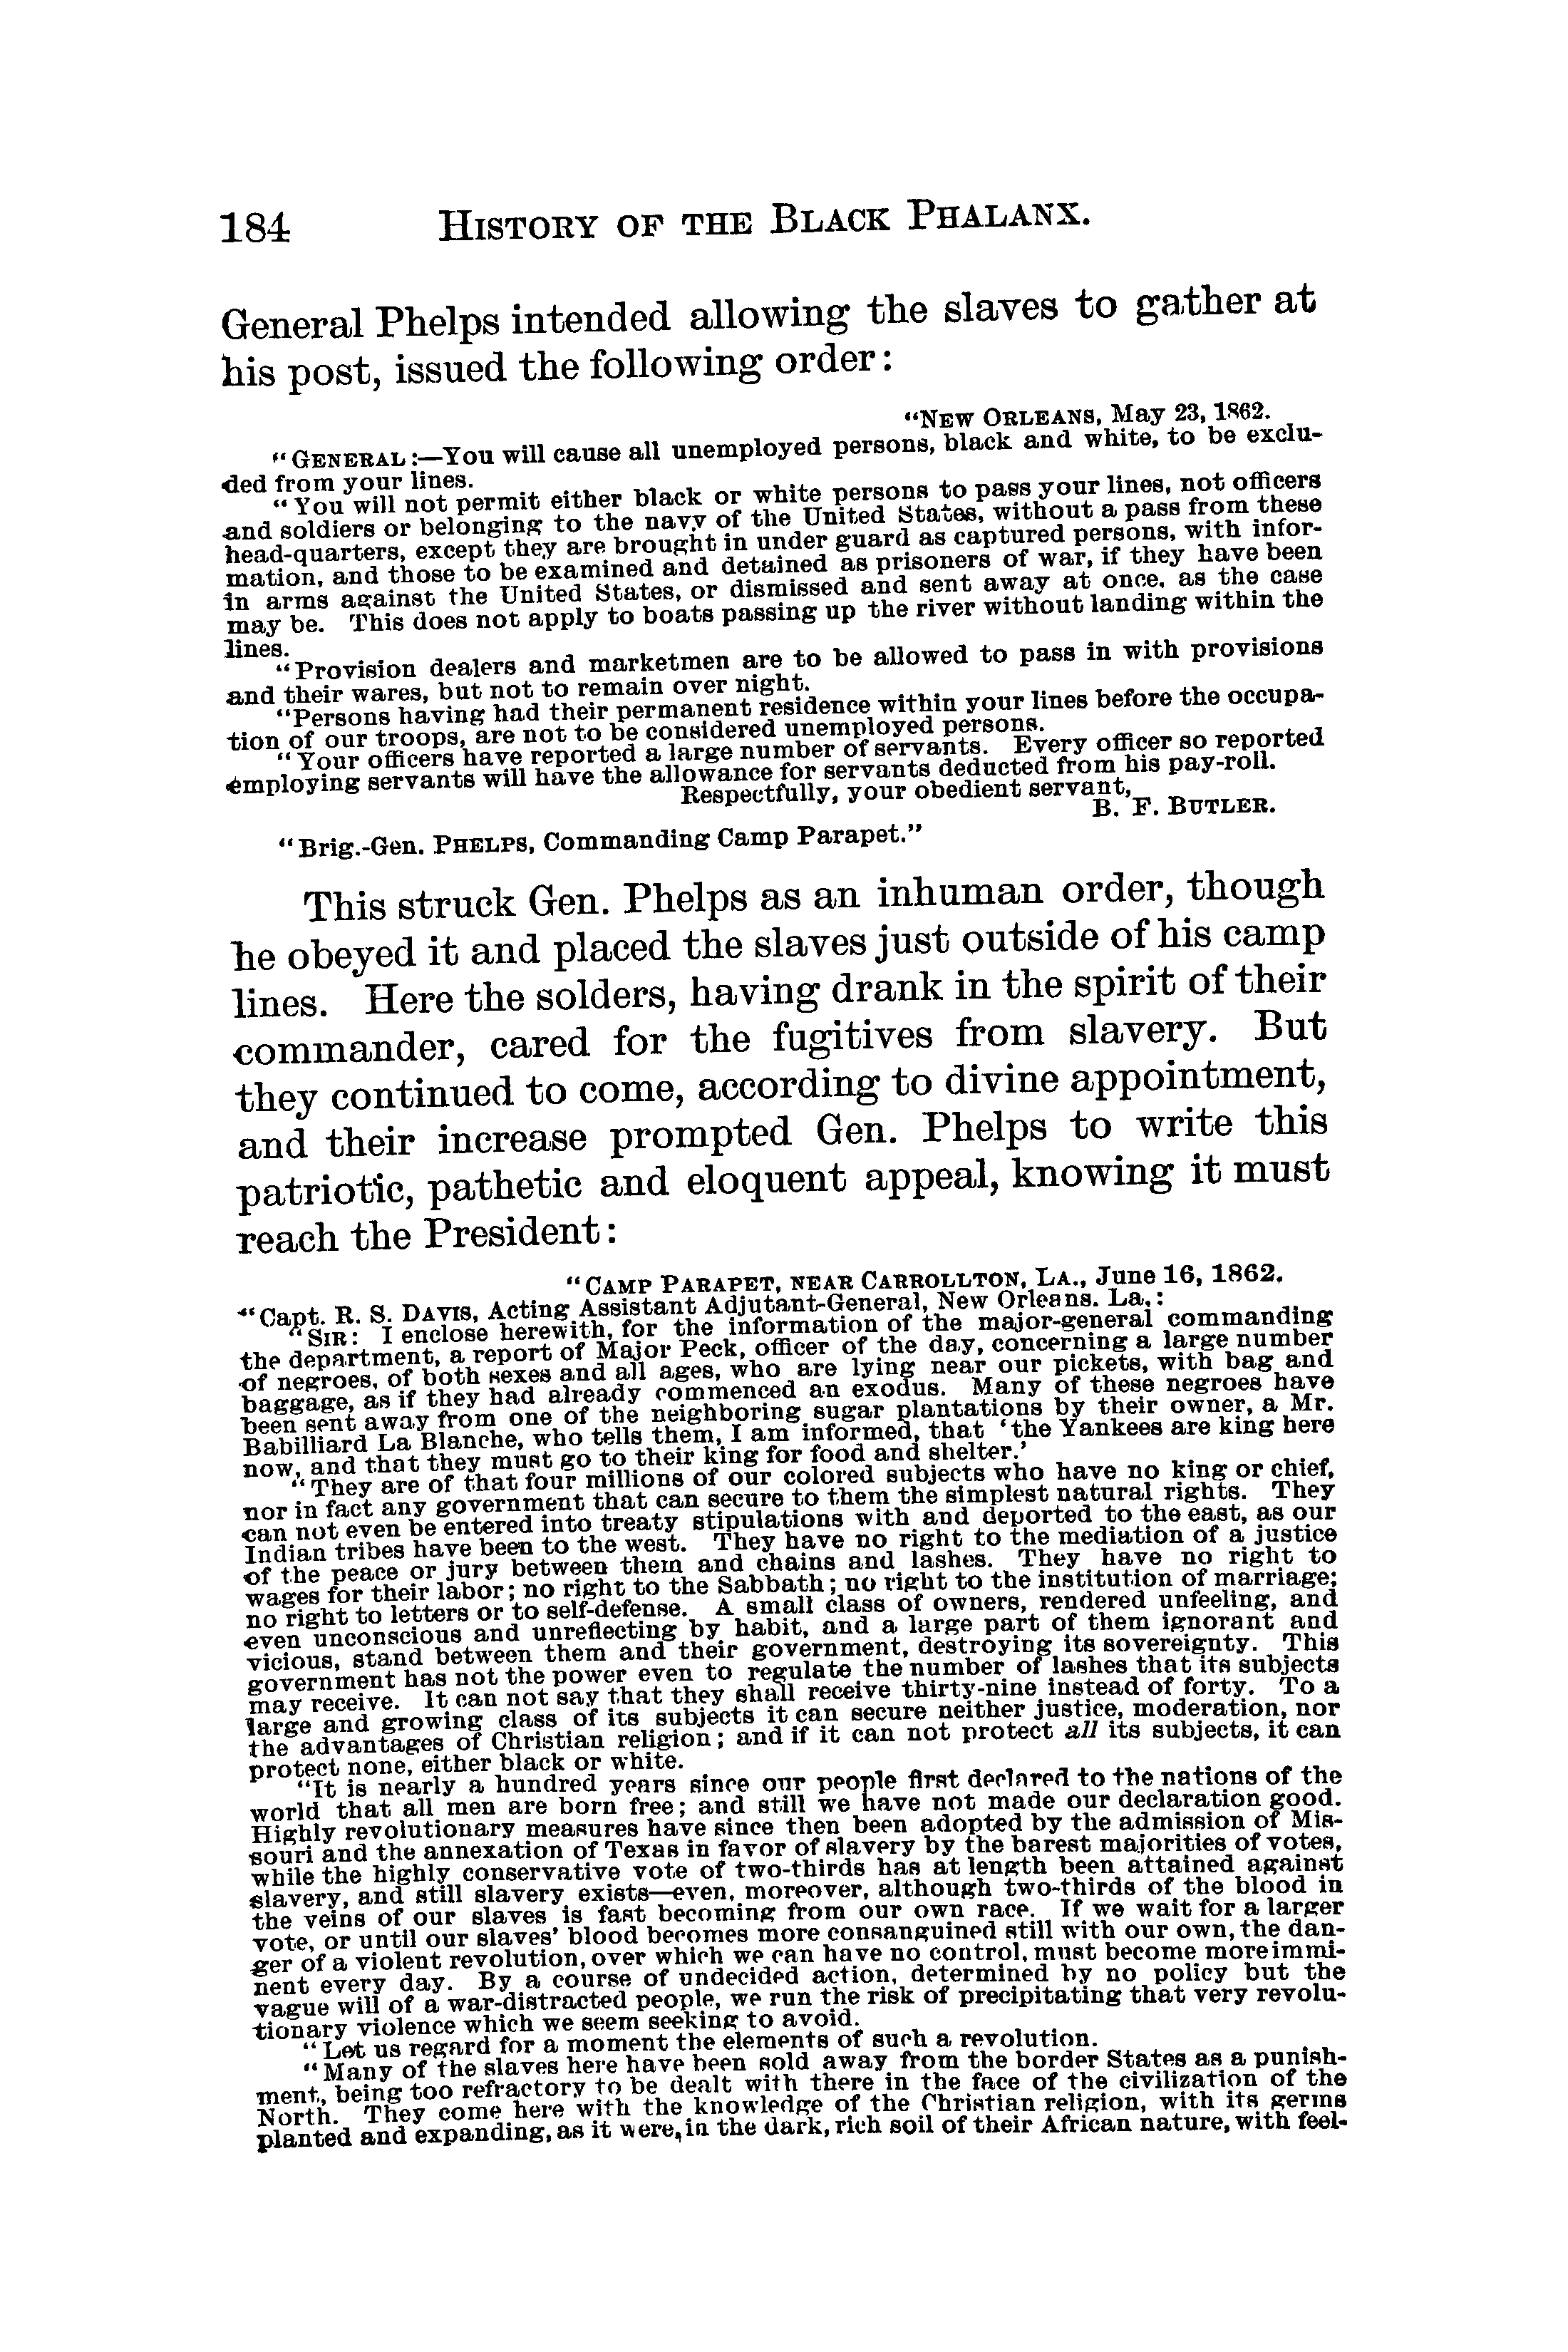 184 HISTORY OF THE BLACK PHALANX.
General Phelps intended allowing the slaves to gather at
his post, issued the following order:
"NEW ORLEANS, May 23, 1862.
"GENERAL:—You will cause all unemployed persons, black and white, to be exclu-
ded from your lines.
"You will not permit either black or white persons to pass your lines, not officers
and soldiers or belonging to the navy of the United States, without a pass from these
head-quarters, except they are brought in under guard as captured persons, with infor-
mation, and those to be examined and detained as prisoners of war, if they have been
in arms against the United States, or dismissed and sent away at once, as the case
may be. This does not apply to boats passing up the river without landing within the
lines.
"Provision dealers and marketmen are to be allowed to pass in with provisions
and their wares, but not to remain over night.
"Persons having had their permanent residence within your lines before the occupa-
tion of our troops, are not to be considered unemployed persons.
"Your officers have reported a large number of servants. Every officer so reported
employing servants will have the allowance for servants deducted from his pay-roll.
Respectfully, your obedient servant,
B. F. BUTLER.
"Brig.-Gen. PHELPS, Commanding Camp Parapet."
This struck Gen. Phelps as an inhuman order, though
he obeyed it and placed the slaves just outside of his camp
lines. Here the solders, having drank in the spirit of their
commander, cared for the fugitives from slavery. But
they continued to come, according to divine appointment,
and their increase prompted Gen. Phelps to write this
patriotic, pathetic and eloquent appeal, knowing it must
reach the President:
"CAMP PARAPET, NEAR CARROLLTON, LA., June 16, 1862.
"Capt. R. S. DAVIS, Acting Assistant Adjutant-General, New Orleans. La,:
"SIR: I enclose herewith, for the information of the major-general commanding
the department, a report of Major Peck, officer of the day, concerning a large number
of negroes, of both sexes and all ages, who are lying near our pickets, with bag and
baggage, as if they had already commenced an exodus. Many of these negroes have
been sent away from one of the neighboring sugar plantations by their owner, a Mr.
Babilliard La Blanche, who tells them, I am informed, that 'the Yankees are king here
now, and that they must go to their king for food and shelter.'
"They are of that four millions of our colored subjects who have no king or chief,
nor in fact any government that can secure to them the simplest natural rights. They
can not even be entered into treaty stipulations with and deported to the east, as our
Indian tribes have been to the west. They have no right to the mediation of a justice
of the peace or jury between them and chains and lashes. They have no right to
wages for their labor; no right to the Sabbath; no right to the institution of marriage;
no right to letters or to self-defense. A small class of owners, rendered unfeeling, and
even unconscious and unreflecting by habit, and a large part of them ignorant and
vicious, stand between them and their government, destroying its sovereignty. This
government has not the power even to regulate the number of lashes that its subjects
may receive. It can not say that they shall receive thirty-nine instead of forty. To a
large and growing class of its subjects it can secure neither justice, moderation, nor
the advantages of Christian religion; and if it can not protect all its subjects, it can
protect none, either black or white.
"It is nearly a hundred years since our people first declared to the nations of the
world that all men are born free; and still we have not made our declaration good.
Highly revolutionary measures have since then been adopted by the admission of Mis-
souri and the annexation of Texas in favor of slavery by the barest majorities of votes,
while the highly conservative vote of two-thirds has at length been attained against
slavery, and still slavery exists—even, moreover, although two-thirds of the blood in
the veins of our slaves is fast becoming from our own race. If we wait for a larger
vote, or until our slaves' blood becomes more consanguined still with our own, the dan-
ger of a violent revolution, over which we can have no control, must become more immi-
nent every day. By a course of undecided action, determined by no policy but the
vague will of a war-distracted people, we run the risk of precipitating that very revolu-
tionary violence which we seem seeking to avoid.
"Let us regard for a moment the elements of such a revolution.
"Many of the slaves here have been sold away from the border States as a punish-
ment, being too refractory to be dealt with there in the face of the civilization of the
North. They come here with the knowledge of the Christian religion, with its germs
planted and expanding, as it were, in the dark, rich soil of their African nature, with feel-